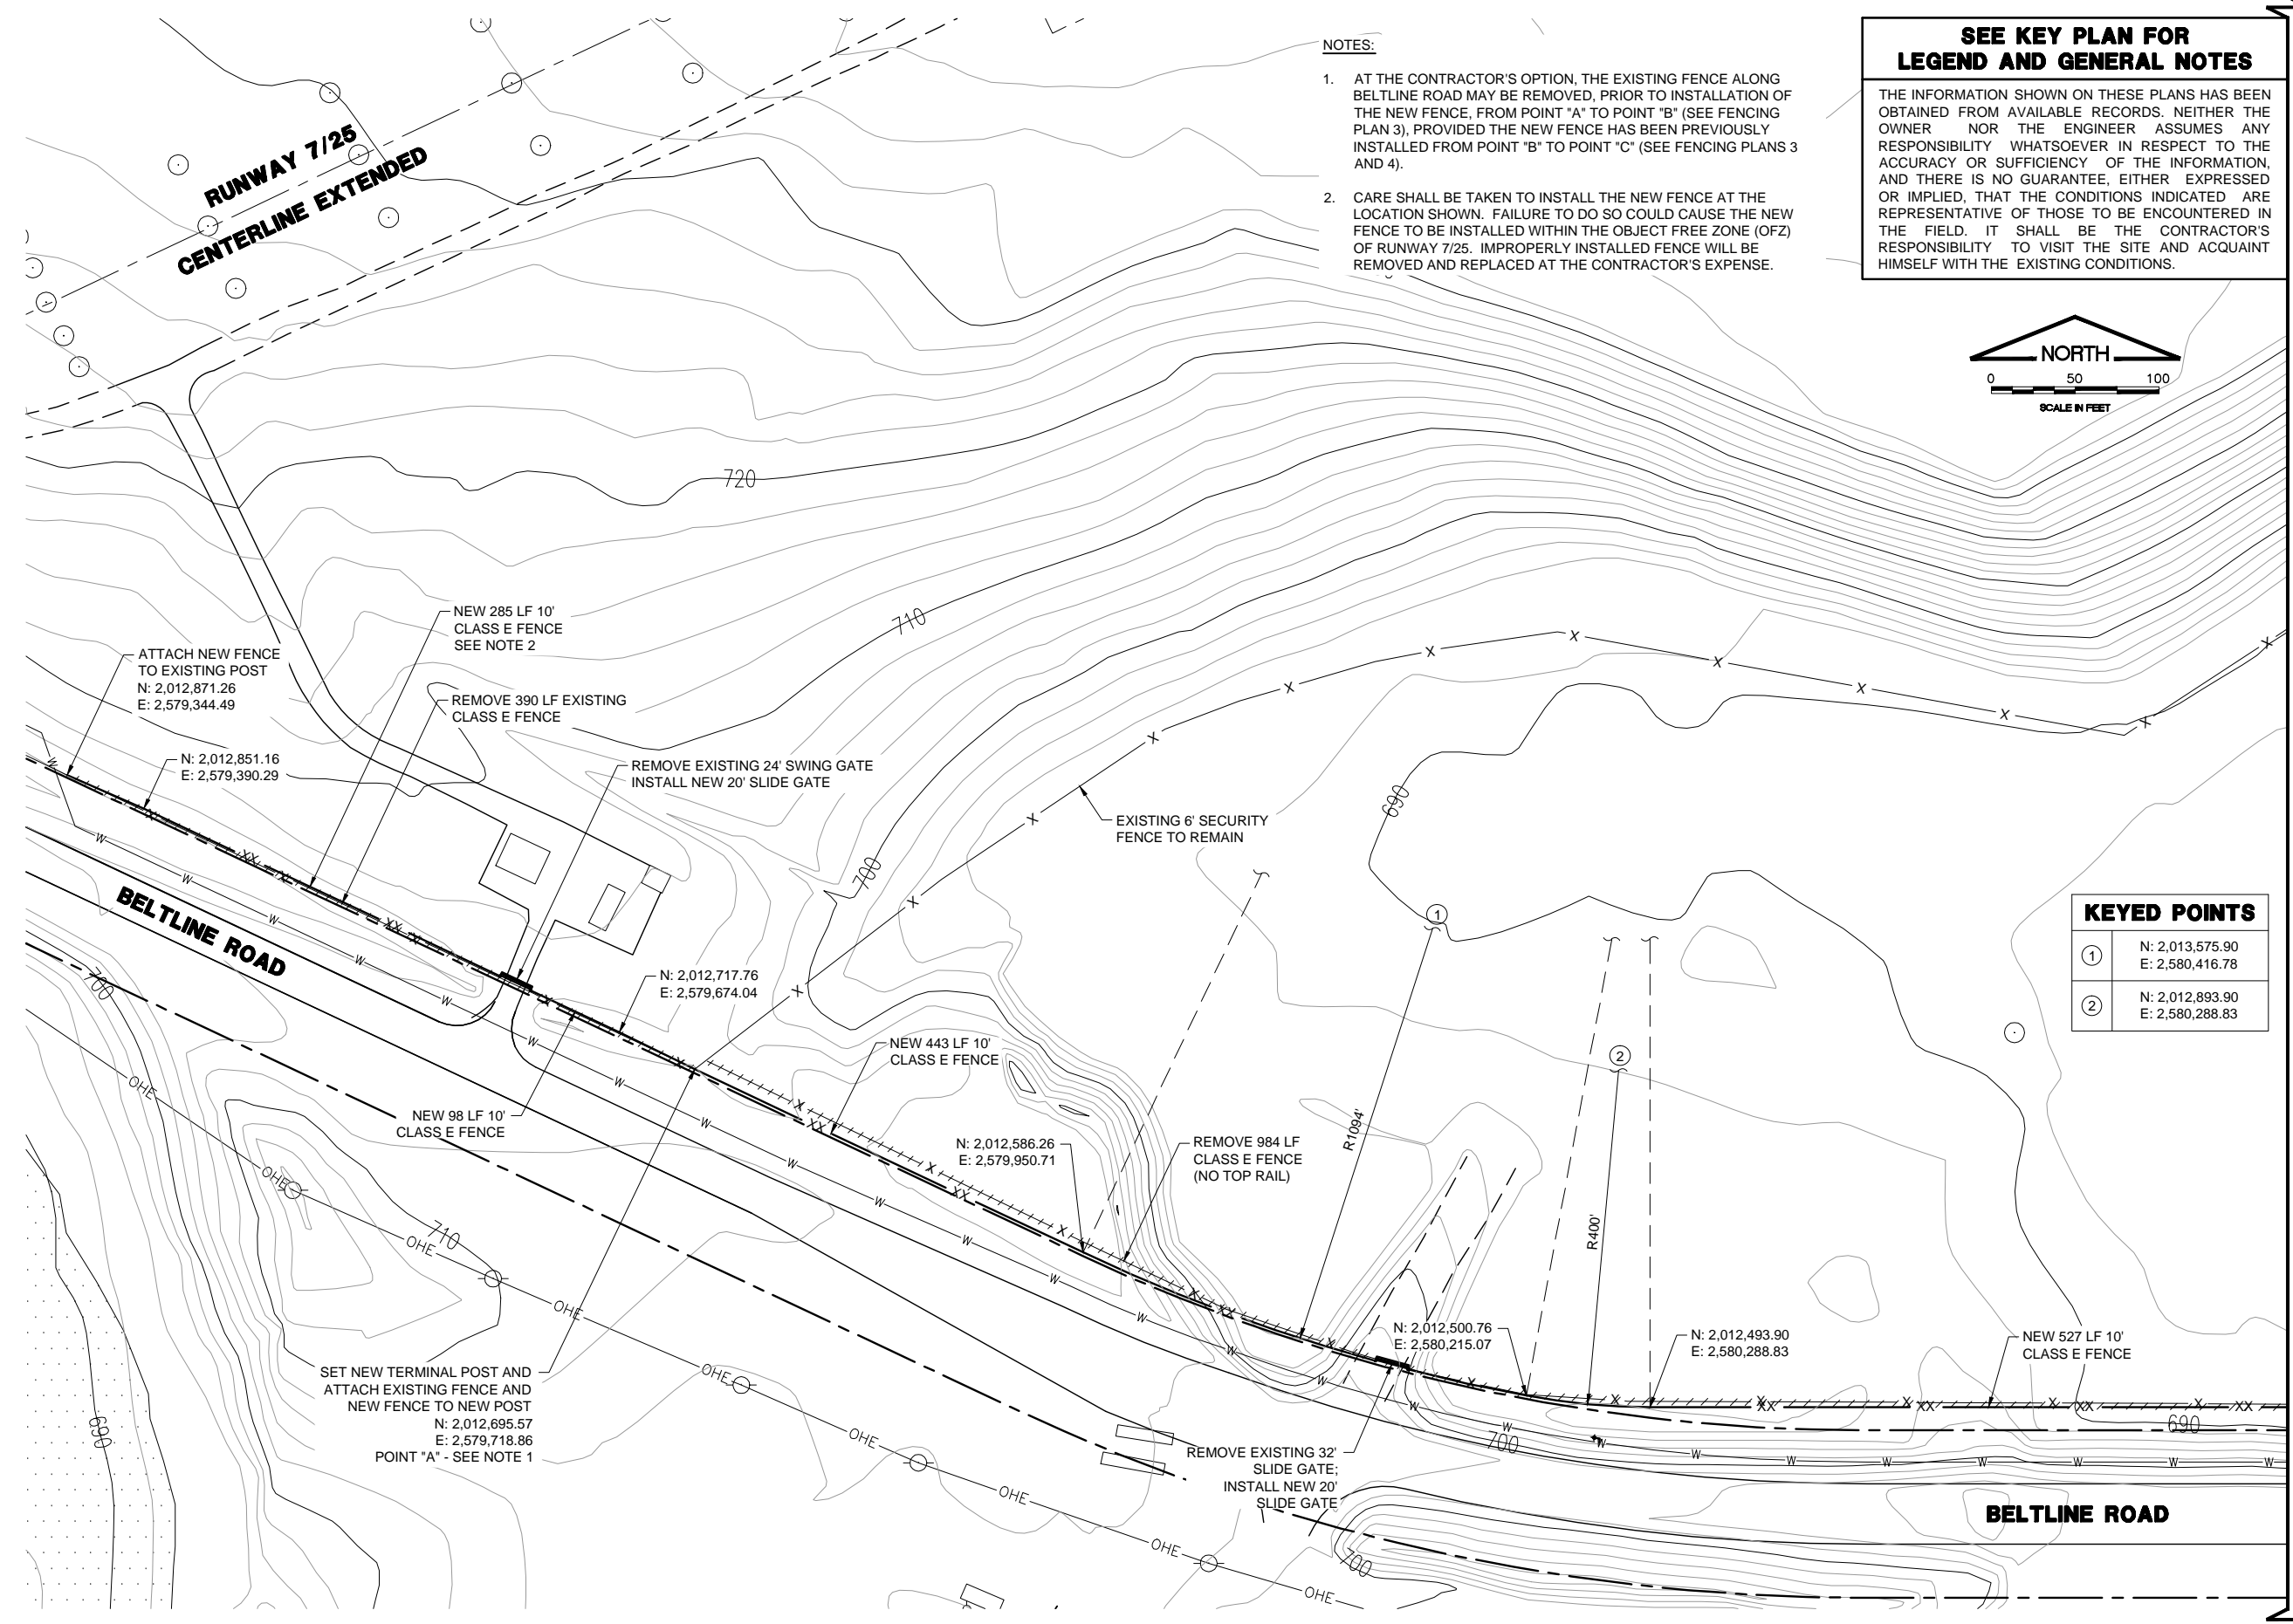 NOTES:
1. AT THE CONTRACTOR'S OPTION, THE EXISTING FENCE ALONG
BELTLINE ROAD MAY BE REMOVED, PRIOR TO INSTALLATION OF
THE NEW FENCE, FROM POINT "A" TO POINT "B" (SEE FENCING
PLAN 3), PROVIDED THE NEW FENCE HAS BEEN PREVIOUSLY
INSTALLED FROM POINT "B" TO POINT "C" (SEE FENCING PLANS 3
AND 4).
2. CARE SHALL BE TAKEN TO INSTALL THE NEW FENCE AT THE
LOCATION SHOWN. FAILURE TO DO SO COULD CAUSE THE NEW
FENCE TO BE INSTALLED WITHIN THE OBJECT FREE ZONE (OFZ)
OF RUNWAY 7/25. IMPROPERLY INSTALLED FENCE WILL BE
REMOVED AND REPLACED AT THE CONTRACTOR'S EXPENSE.
SEE KEY PLAN FOR
LEGEND AND GENERAL NOTES
THE INFORMATION SHOWN ON THESE PLANS HAS BEEN
OBTAINED FROM AVAILABLE RECORDS. NEITHER THE
OWNER NOR THE ENGINEER ASSUMES ANY
RESPONSIBILITY WHATSOEVER IN RESPECT TO THE
ACCURACY OR SUFFICIENCY OF THE INFORMATION,
AND THERE IS NO GUARANTEE, EITHER EXPRESSED
OR IMPLIED, THAT THE CONDITIONS INDICATED ARE
REPRESENTATIVE OF THOSE TO BE ENCOUNTERED IN
THE FIELD. IT SHALL BE THE CONTRACTOR'S
RESPONSIBILITY TO VISIT THE SITE AND ACQUAINT
HIMSELF WITH THE EXISTING CONDITIONS.
NORTH
0 50 100
SCALE IN FEET
RUNWAY 7/25
CENTERLINE EXTENDED
720
710
NEW 285 LF 10'
CLASS E FENCE
SEE NOTE 2
ATTACH NEW FENCE
TO EXISTING POST
N: 2,012,871.26
E: 2,579,344.49
REMOVE 390 LF EXISTING
CLASS E FENCE
N: 2,012,851.16
E: 2,579,390.29
REMOVE EXISTING 24' SWING GATE
INSTALL NEW 20' SLIDE GATE
EXISTING 6' SECURITY
FENCE TO REMAIN
690
700
BELTLINE ROAD
700
1
KEYED POINTS
1
N: 2,013,575.90
E: 2,580,416.78
2
N: 2,012,893.90
E: 2,580,288.83
N: 2,012,717.76
E: 2,579,674.04
NEW 443 LF 10'
CLASS E FENCE
2
NEW 98 LF 10'
CLASS E FENCE
N: 2,012,586.26
E: 2,579,950.71
REMOVE 984 LF
CLASS E FENCE
(NO TOP RAIL)
R1094'
R400'
OHE
OHE
710
OHE
OHE
OHE
OHE
OHE
OHE
OHE
N: 2,012,500.76
E: 2,580,215.07
N: 2,012,493.90
E: 2,580,288.83
NEW 527 LF 10'
CLASS E FENCE
SET NEW TERMINAL POST AND
ATTACH EXISTING FENCE AND
NEW FENCE TO NEW POST
N: 2,012,695.57
E: 2,579,718.86
POINT "A" - SEE NOTE 1
690
690
700
REMOVE EXISTING 32'
SLIDE GATE;
INSTALL NEW 20'
SLIDE GATE
BELTLINE ROAD
700